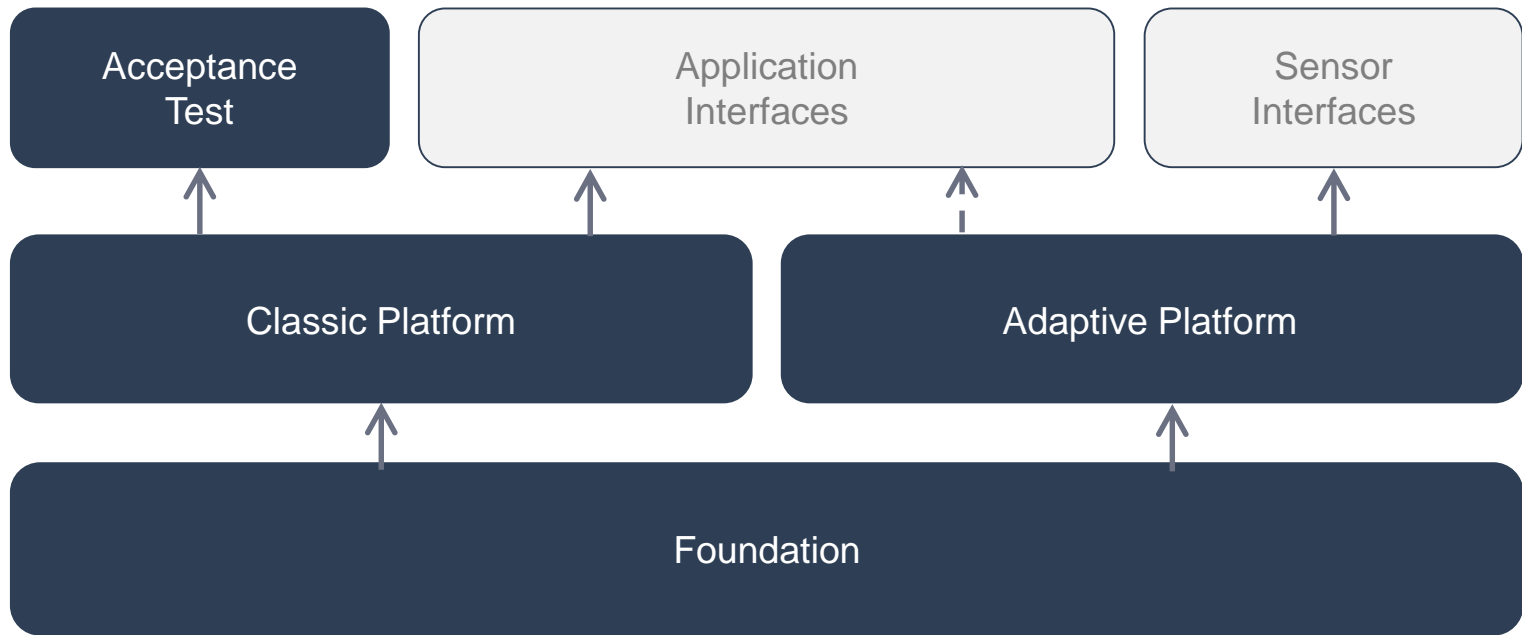 Acceptance
Test
Application
Interfaces
Sensor
Interfaces
Classic Platform
Adaptive Platform
Foundation